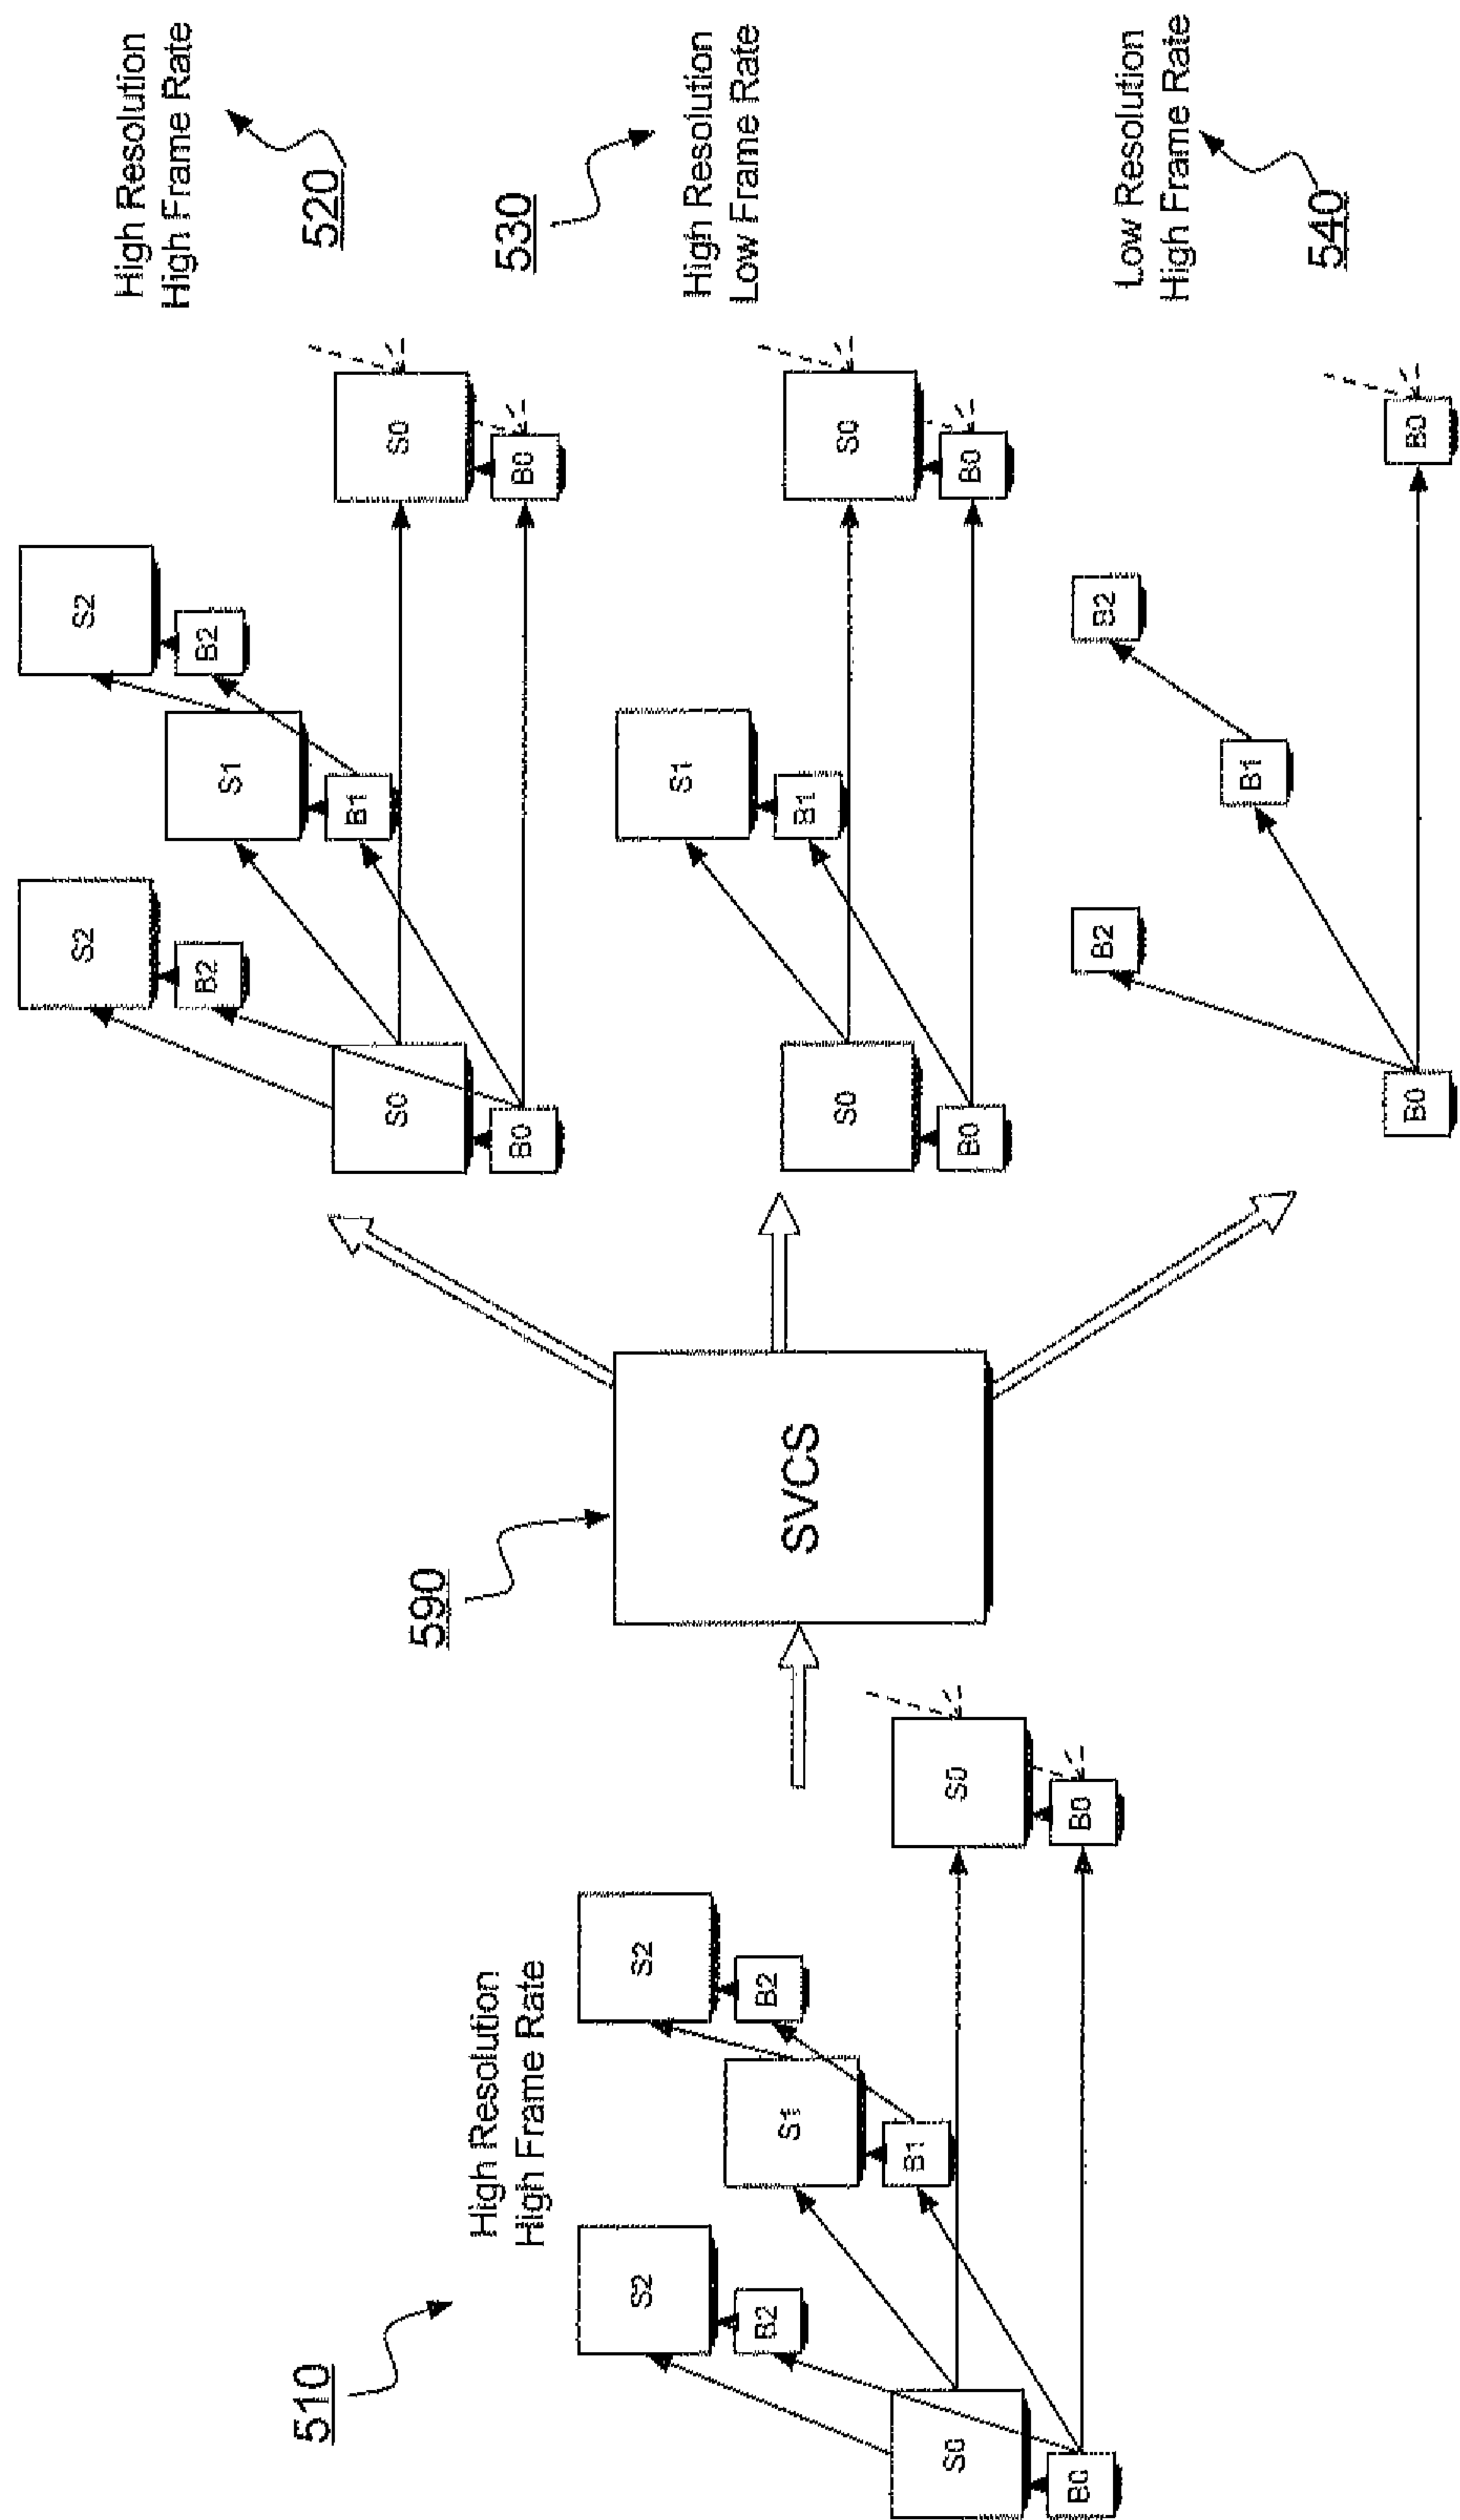 510
High Resolution
High Frame Rate
S2
S2
B2
B2
S1
B1
S0
S0
B0
B0
590
SVCS
S2
S2
B2
B2
S1
B1
S0
S0
B0
B0
High Resolution
High Frame Rate
520
S1
B1
S0
S0
B0
B0
530
High Resolution
Low Frame Rate
B2
B2
B1
B0
B0
Low Resolution
High Frame Rate
540